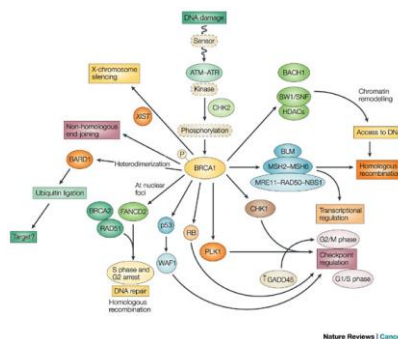 DNA damage
Sensor
ATM–ATR
Kinase
CHK2
Phosphorylation
P
BRCA1
X-chromosome
silencing
XIST
Non-homologous
end joining
BARD1
Heterodimerization
Ubiquitin ligation
Target?
At nuclear
foci
BRCA2
RAD51
FANCD2
S phase and
G2 arrest
DNA repair
Homologous
recombination
p53
WAF1
RB
PLK1
CHK1
GADD45
BACH1
SWI/SNF
HDACs
Chromatin
remodelling
Access to DNA
BLM
MSH2–MSH6
MRE11–RAD50–NBS1
Homologous
recombination
Transcriptional
regulation
G2/M phase
Checkpoint
regulation
G1/S phase
Nature Reviews | Cancer